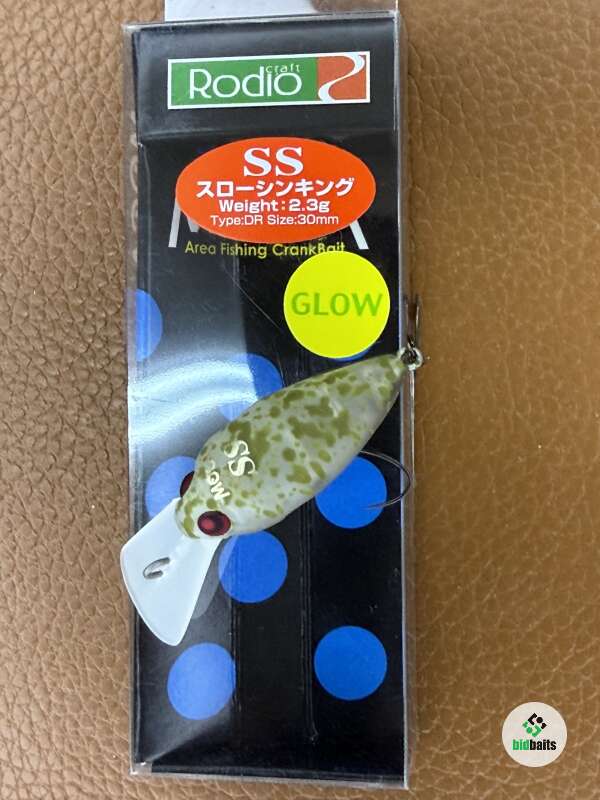 craft
Rodio
SS
スローシンキング
Weight:2.3g
Type:DR Size:30mm
Area Fishing CrankBait
GLOW
SS
bidbaits